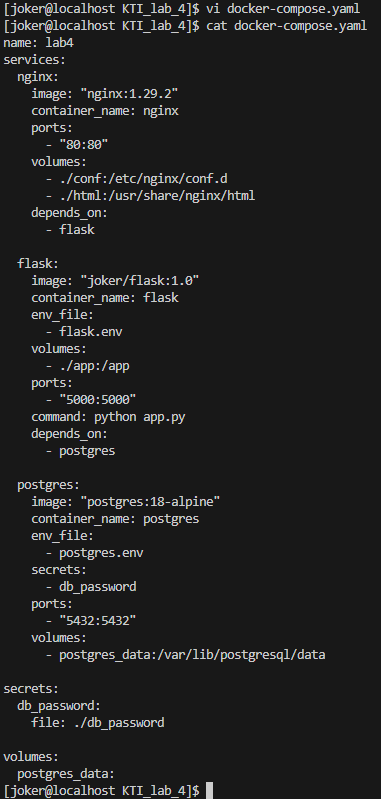 [joker@localhost KTI_lab_4]$ vi docker-compose.yaml
[joker@localhost KTI_lab_4]$ cat docker-compose.yaml
name: lab4
services:
  nginx:
    image: "nginx:1.29.2"
    container_name: nginx
    ports:
      - "80:80"
    volumes:
      - ./conf:/etc/nginx/conf.d
      - ./html:/usr/share/nginx/html
    depends_on:
      - flask

  flask:
    image: "joker/flask:1.0"
    container_name: flask
    env_file:
      - flask.env
    volumes:
      - ./app:/app
    ports:
      - "5000:5000"
    command: python app.py
    depends_on:
      - postgres

  postgres:
    image: "postgres:18-alpine"
    container_name: postgres
    env_file:
      - postgres.env
    secrets:
      - db_password
    ports:
      - "5432:5432"
    volumes:
      - postgres_data:/var/lib/postgresql/data

secrets:
  db_password:
    file: ./db_password

volumes:
  postgres_data:
[joker@localhost KTI_lab_4]$